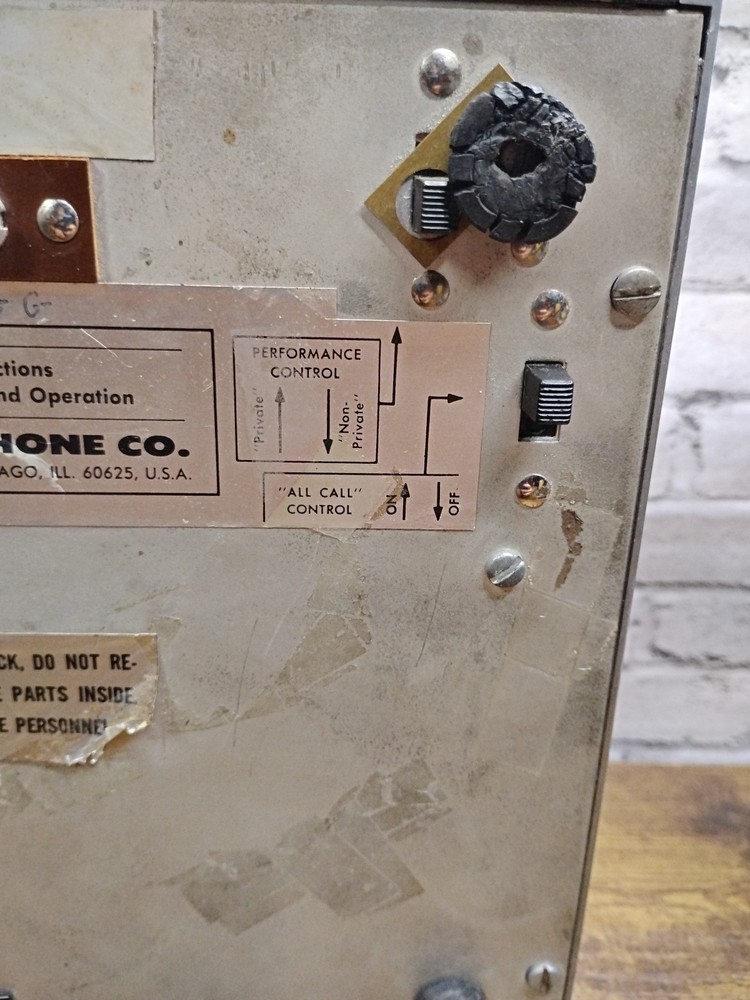 G-
PERFORMANCE
CONTROL
"Private"
"Non-
Private"
ctions
nd Operation
HONE CO.
AGO, ILL. 60625, U.S.A.
"ALL CALL"
CONTROL
ON
OFF
CK, DO NOT RE-
E PARTS INSIDE.
E PERSONNEL